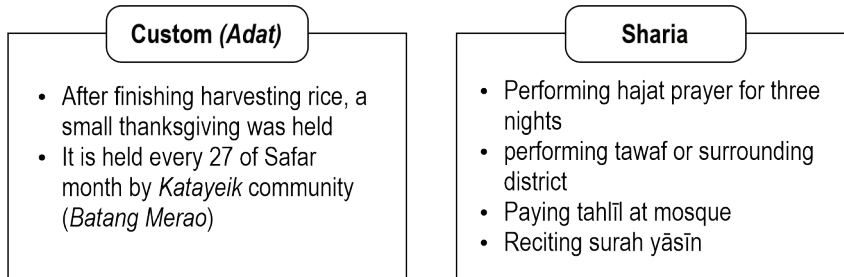 Custom (Adat)
• After finishing harvesting rice, a
small thanksgiving was held
• It is held every 27 of Safar
month by Katayeik community
(Batang Merao)
Sharia
• Performing hajat prayer for three
nights
• performing tawaf or surrounding
district
• Paying tahlīl at mosque
• Reciting surah yāsīn